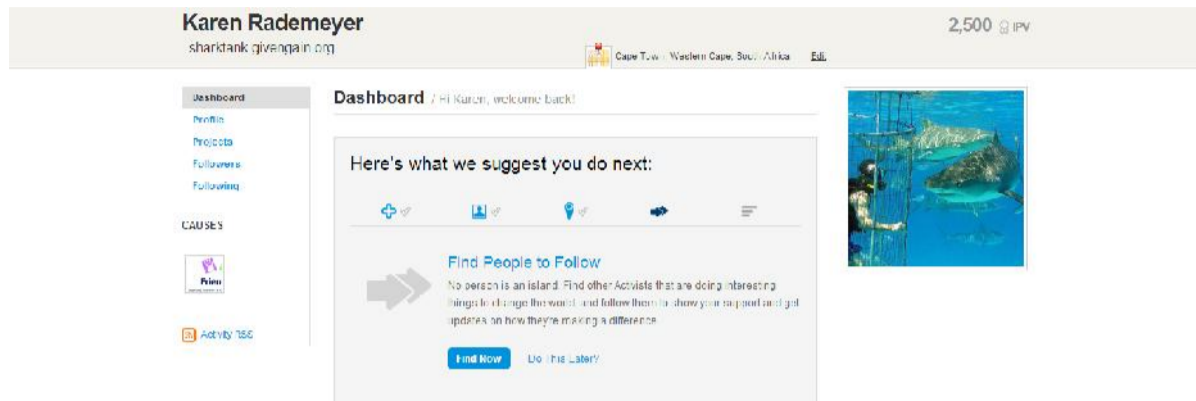 Karen Rademeyer
sharktank.givengain.org
2,500 IPV
Cape Town, Western Cape, South Africa Edit
Dashboard
Profile
Projects
Followers
Following
CAUSES
Frien
Activity RSS
Dashboard / Hi Karen, welcome back!
Here's what we suggest you do next:
Find People to Follow
No person is an island. Find other Activists that are doing interesting
things to change the world, and follow them to show your support and get
updates on how they're making a difference.
Find Now Do This Later?